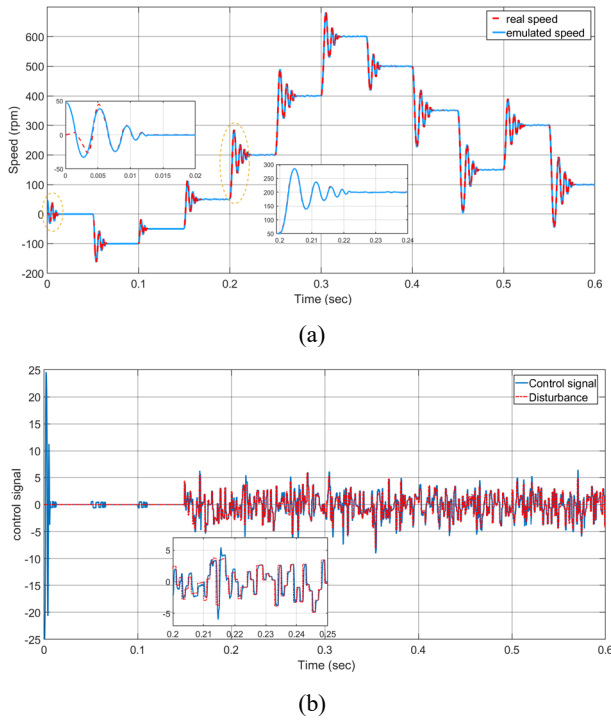 600
500
400
300
200
100
0
-100
-200
Speed (rpm)
real speed
emulated speed
50
0
-50
0 0.005 0.01 0.015 0.02
300
250
200
150
100
50
0.2 0.21 0.22 0.23 0.24
0 0.1 0.2 0.3 0.4 0.5 0.6
Time (sec)
(a)
25
20
15
10
5
0
-5
-10
-15
-20
-25
control signal
Control signal
Disturbance
5
0
-5
0.2 0.21 0.22 0.23 0.24 0.25
0 0.1 0.2 0.3 0.4 0.5 0.6
Time (sec)
(b)